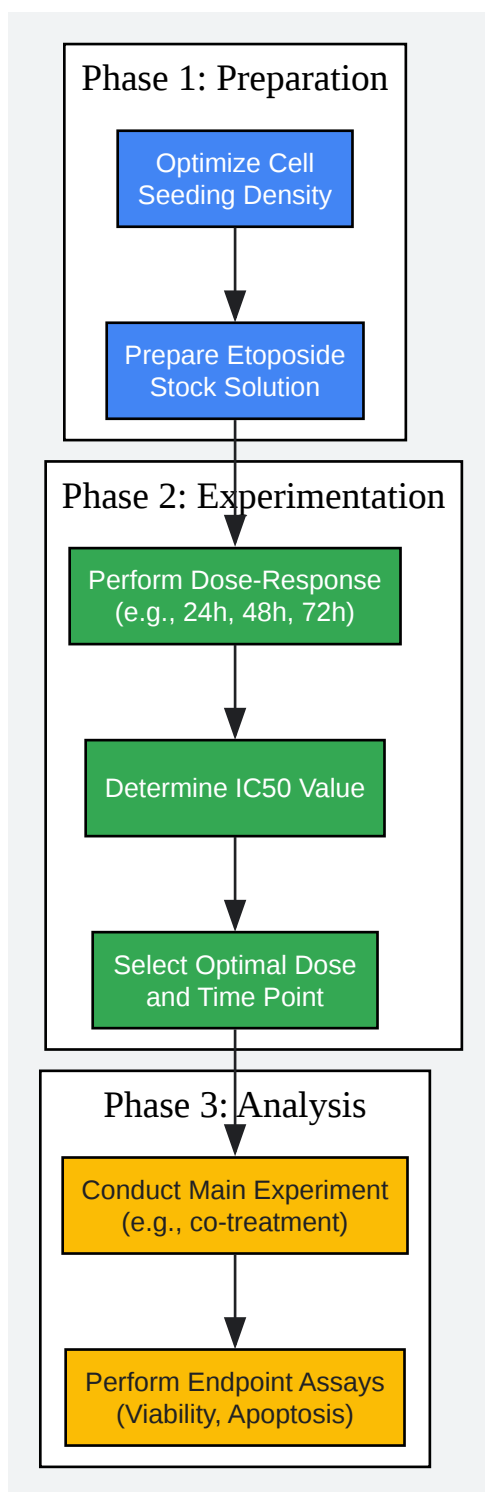 Phase 1: Preparation
Optimize Cell
Seeding Density
Prepare Etoposide
Stock Solution
Phase 2: Experimentation
Perform Dose-Response
(e.g., 24h, 48h, 72h)
Determine IC50 Value
Select Optimal Dose
and Time Point
Phase 3: Analysis
Conduct Main Experiment
(e.g., co-treatment)
Perform Endpoint Assays
(Viability, Apoptosis)